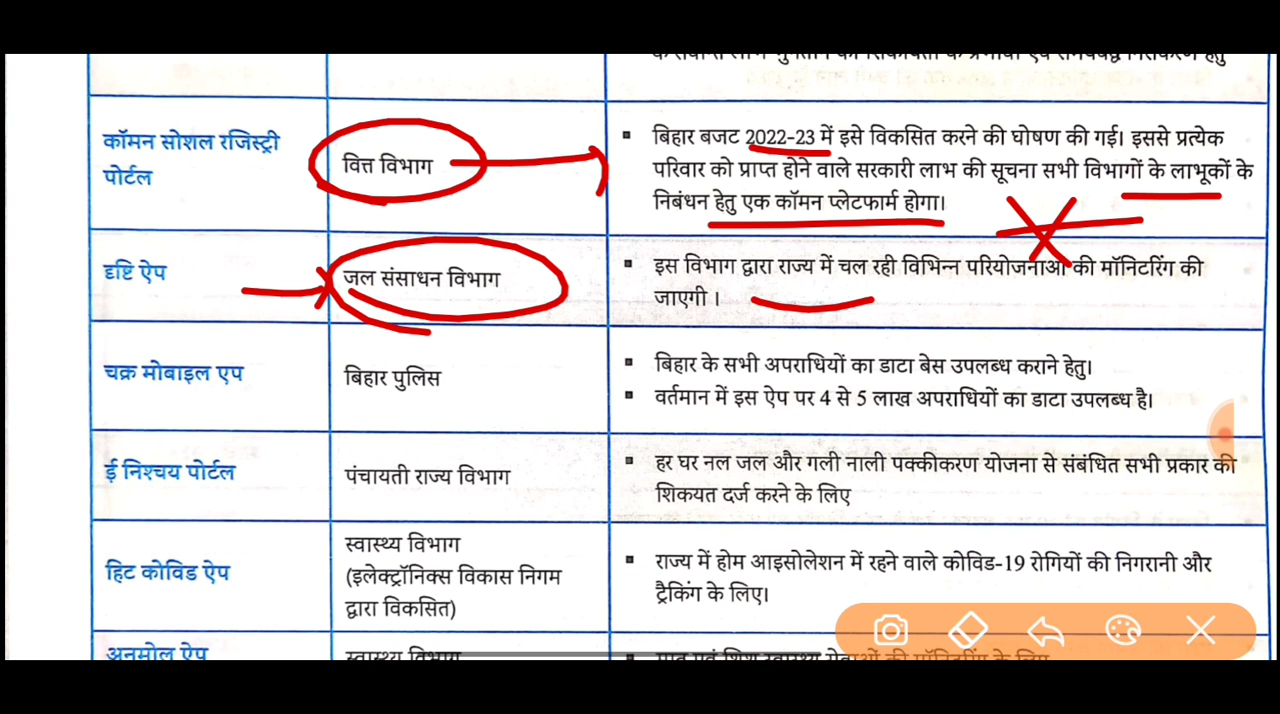 कॉमन सोशल रजिस्ट्री
पोर्टल
वित्त विभाग
▪ बिहार बजट 2022-23 में इसे विकसित करने की घोषण की गई। इससे प्रत्येक
परिवार को प्राप्त होने वाले सरकारी लाभ की सूचना सभी विभागों के लाभूकों के
निबंधन हेतु एक कॉमन प्लेटफार्म होगा।
दृष्टि ऐप
जल संसाधन विभाग
▪ इस विभाग द्वारा राज्य में चल रही विभिन्न परियोजनाओं की मॉनिटरिंग की
जाएगी ।
चक्र मोबाइल एप
बिहार पुलिस
▪ बिहार के सभी अपराधियों का डाटा बेस उपलब्ध कराने हेतु।
▪ वर्तमान में इस ऐप पर 4 से 5 लाख अपराधियों का डाटा उपलब्ध है।
ई निश्चय पोर्टल
पंचायती राज्य विभाग
▪ हर घर नल जल और गली नाली पक्कीकरण योजना से संबंधित सभी प्रकार की
शिकयत दर्ज करने के लिए
हिट कोविड ऐप
स्वास्थ्य विभाग
(इलेक्ट्रॉनिक्स विकास निगम
द्वारा विकसित)
▪ राज्य में होम आइसोलेशन में रहने वाले कोविड-19 रोगियों की निगरानी और
ट्रैकिंग के लिए।
अनमोल ऐप
स्वास्थ्य विभाग